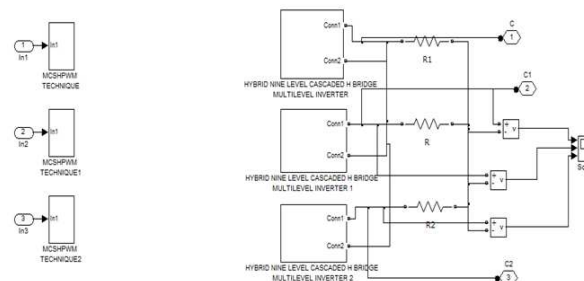 1
In1
In1
MCSHPWM
TECHNIQUE
2
In2
In1
MCSHPWM
TECHNIQUE1
3
In3
In1
MCSHPWM
TECHNIQUE2
Conn1
Conn2
HYBRID NINE LEVEL CASCADED H BRIDGE
MULTILEVEL INVERTER
Conn1
Conn2
HYBRID NINE LEVEL CASCADED H BRIDGE
MULTILEVEL INVERTER 1
Conn1
Conn2
HYBRID NINE LEVEL CASCADED H BRIDGE
MULTILEVEL INVERTER 2
R1
R
R2
C
1
C1
2
C2
3
+
-
v
+
-
v
+
-
v